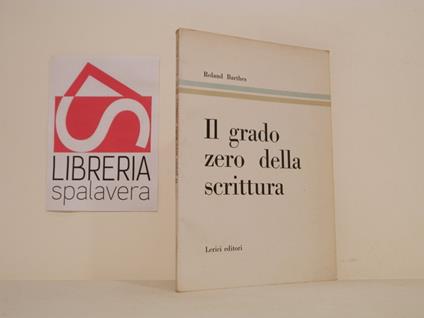 LIBRERIA
spalavera
Roland Barthes
Il grado
zero della
scrittura
Lerici editori